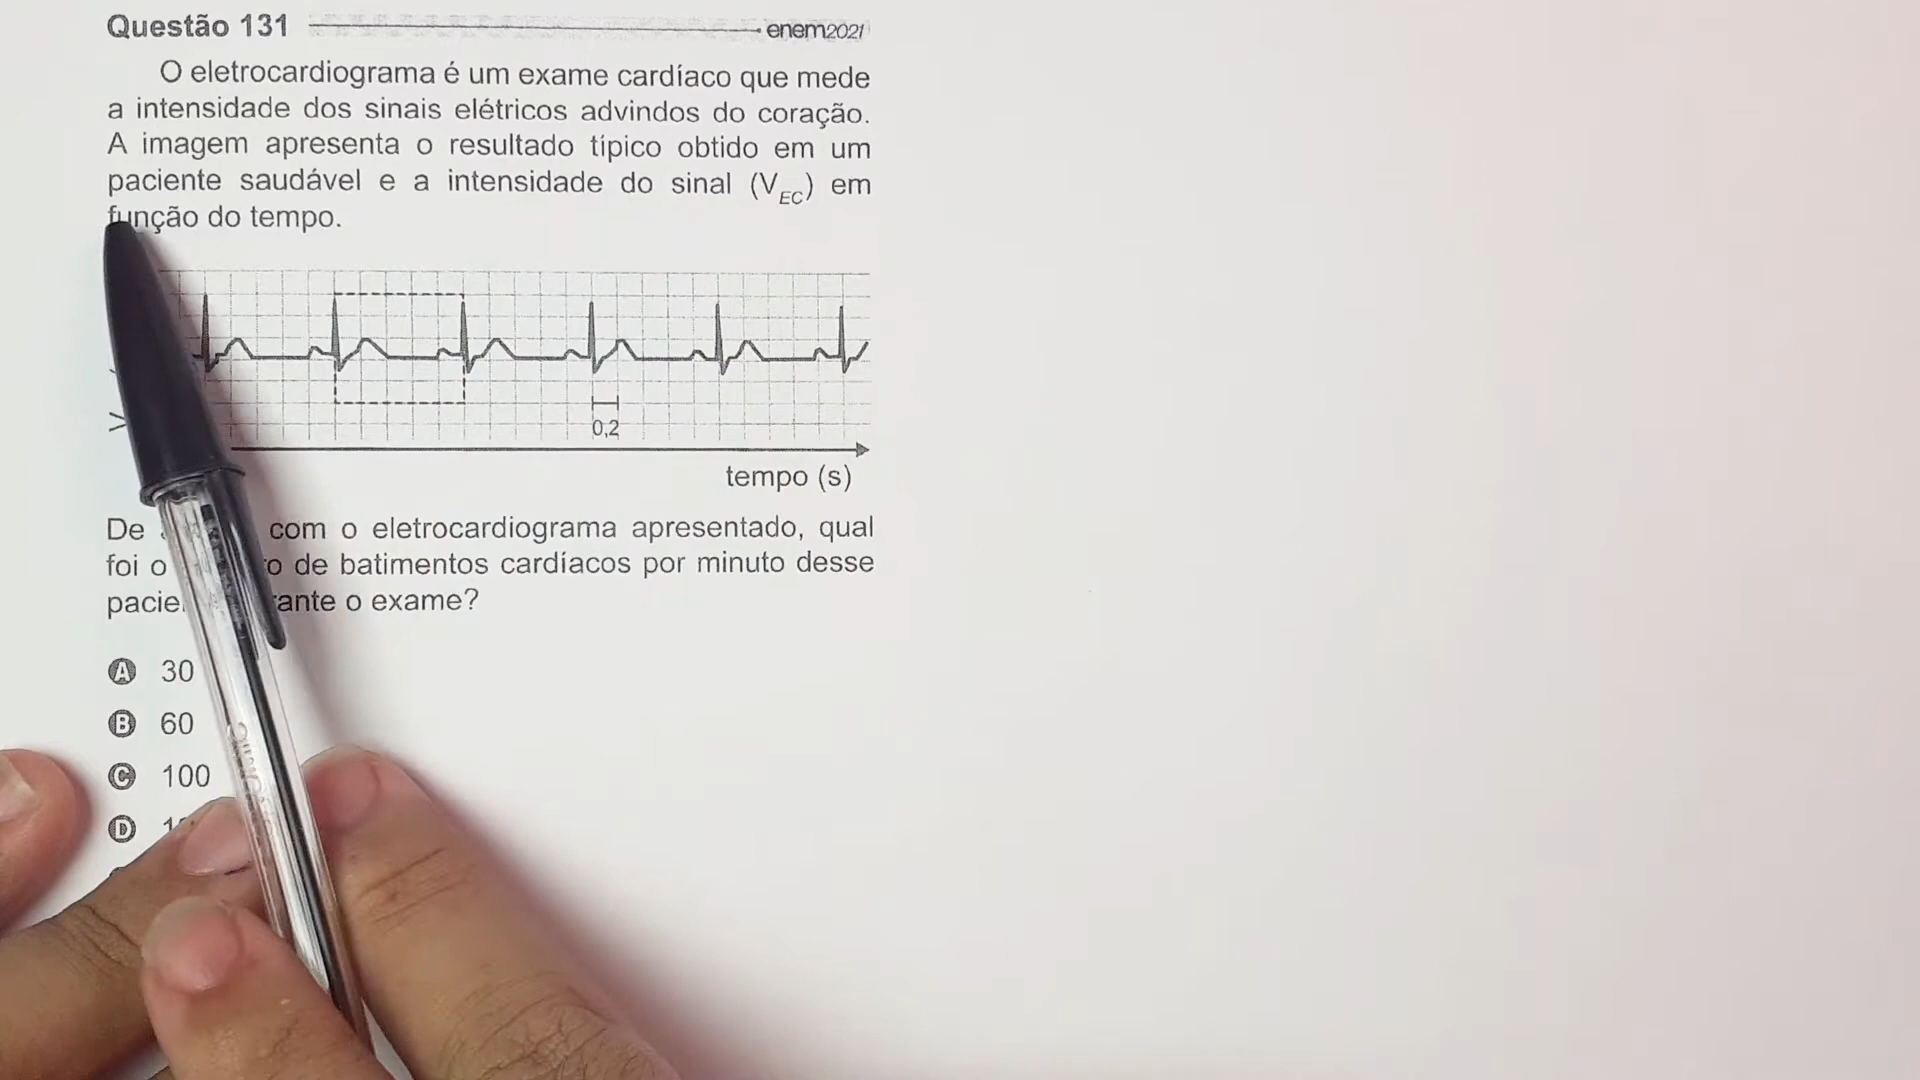 Questão 131 enem2021
O eletrocardiograma é um exame cardíaco que mede
a intensidade dos sinais elétricos advindos do coração.
A imagem apresenta o resultado típico obtido em um
paciente saudável e a intensidade do sinal (V_EC) em
função do tempo.
0,2
tempo (s)
De com o eletrocardiograma apresentado, qual
foi o de batimentos cardíacos por minuto desse
o exame?
A 30
B 60
C 100
D